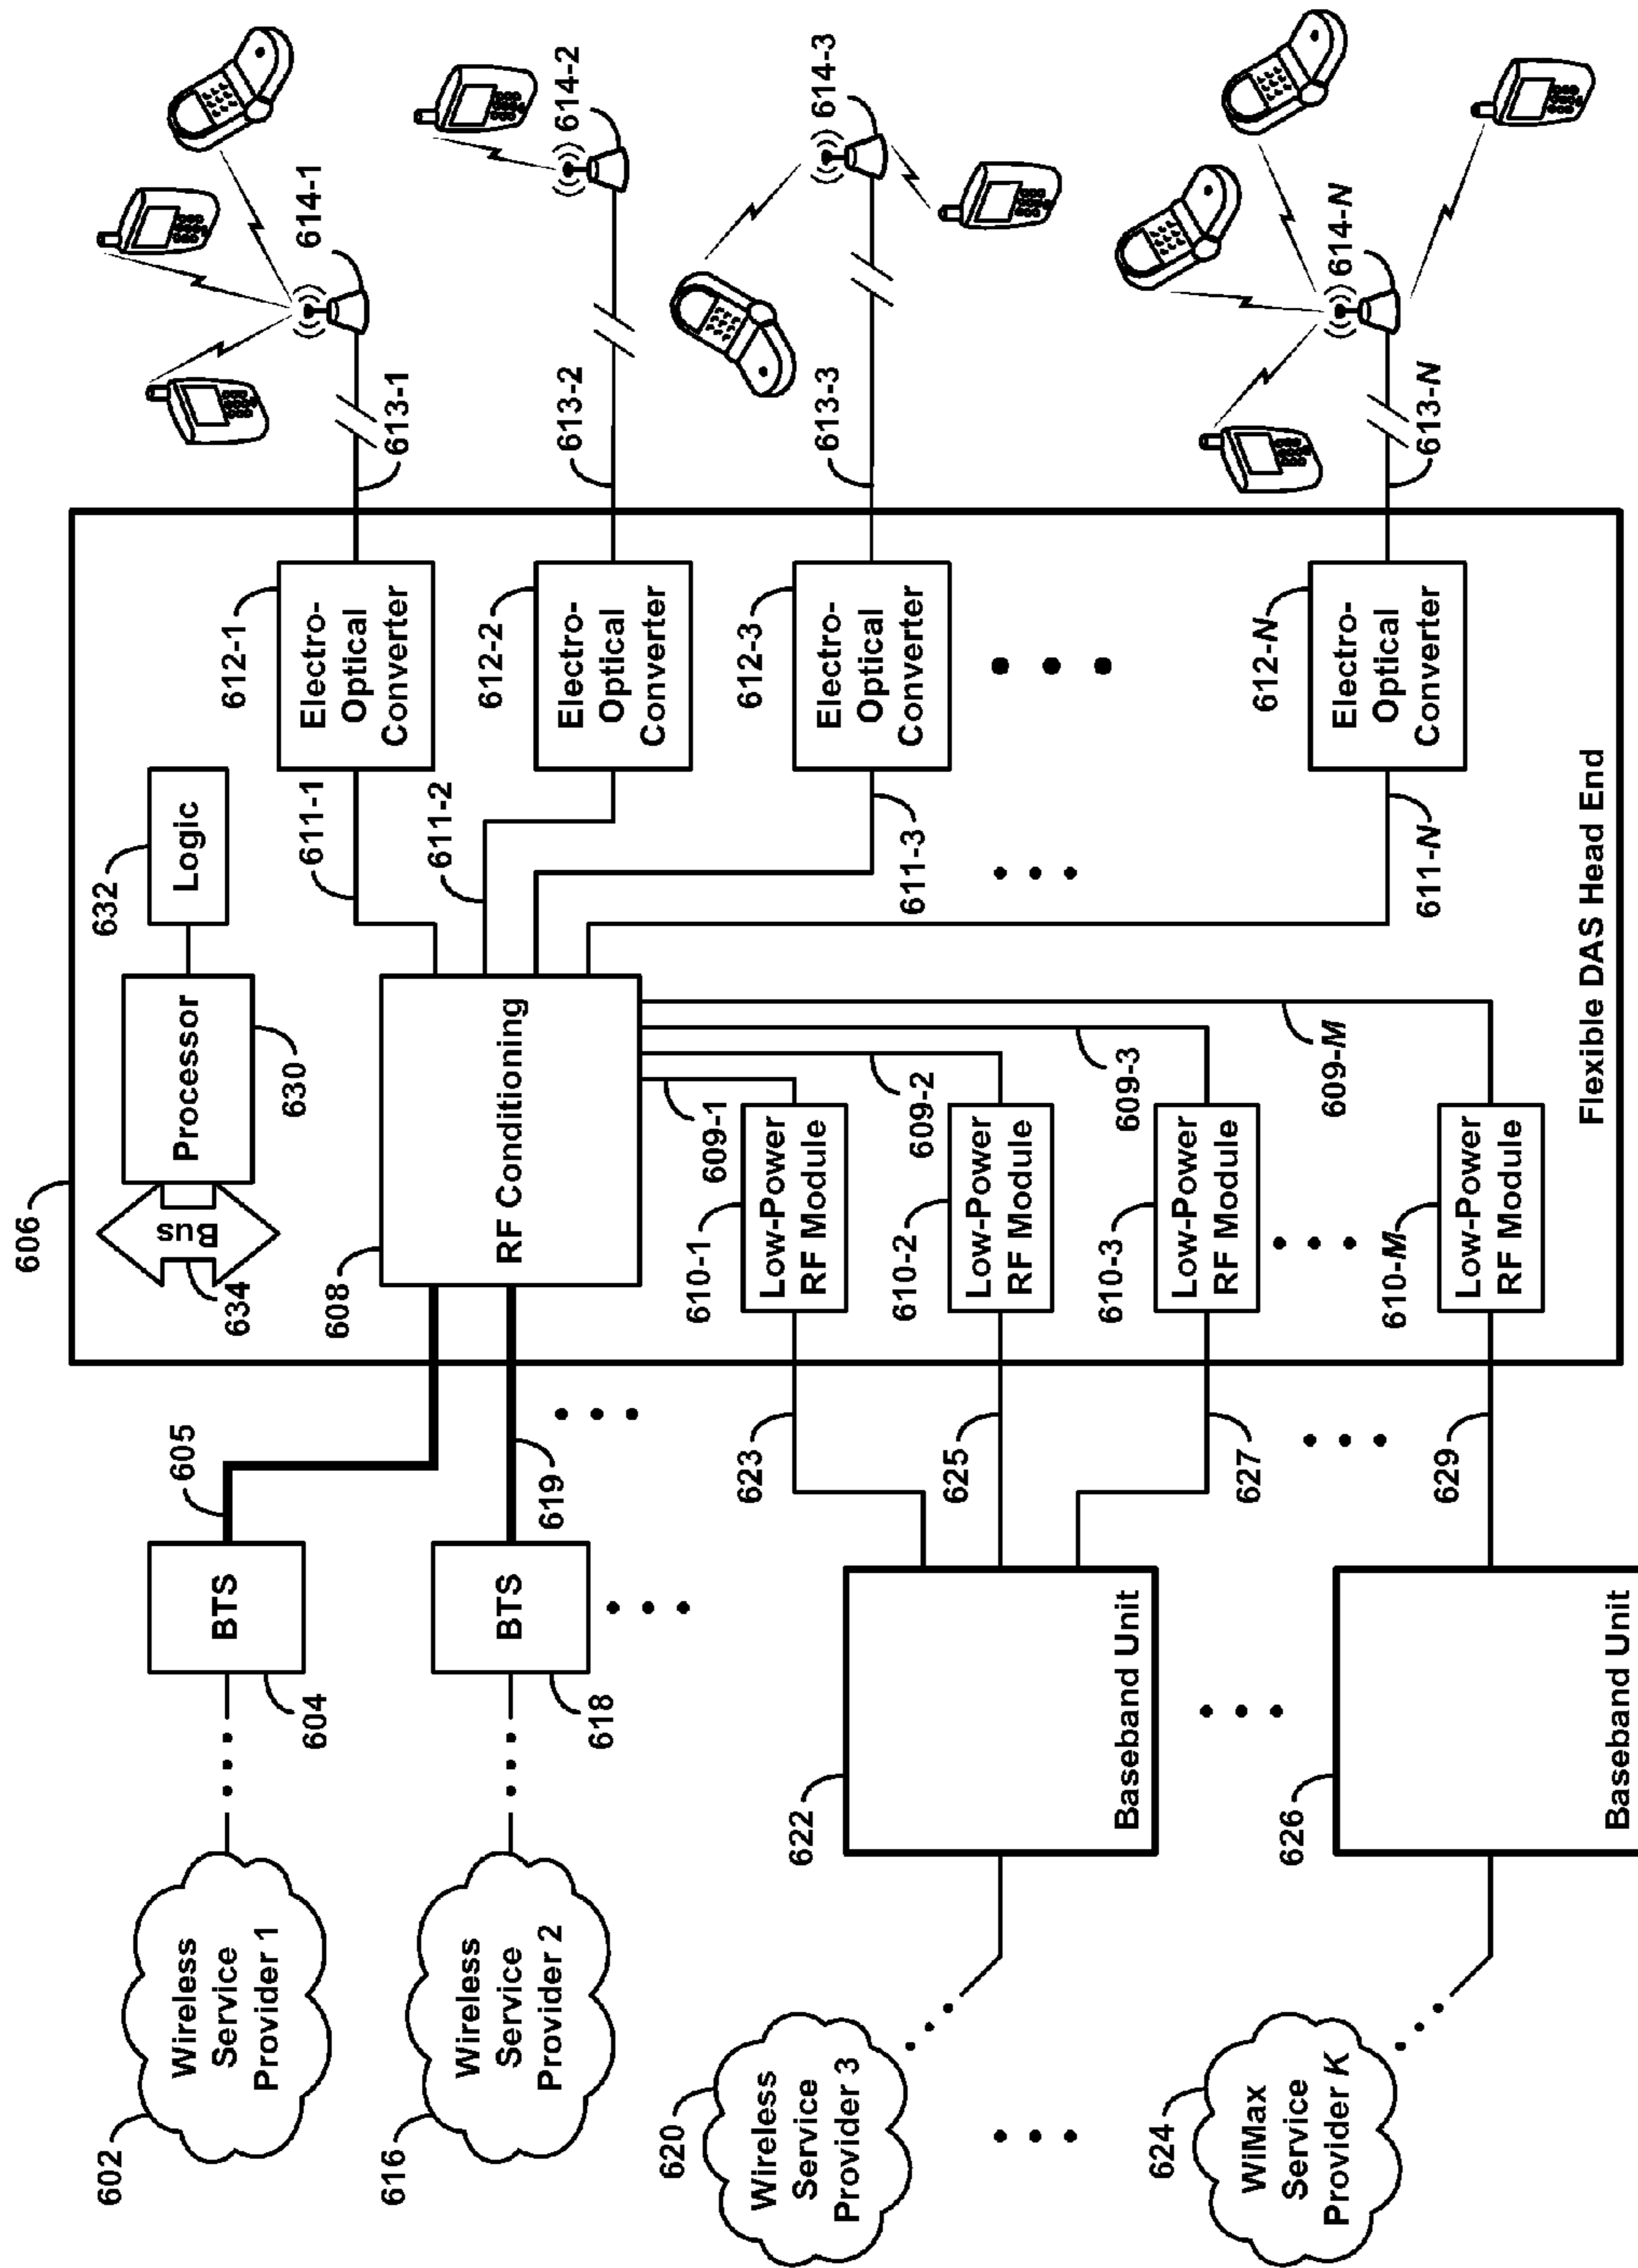 606
634
Bus
Processor
630
632
Logic
602
Wireless
Service
Provider 1
604
BTS
605
608
RF Conditioning
611-1
612-1
Electro-
Optical
Converter
613-1
614-1
616
Wireless
Service
Provider 2
618
BTS
619
611-2
612-2
Electro-
Optical
Converter
613-2
614-2
609-1
609-2
609-3
609-M
611-3
612-3
Electro-
Optical
Converter
613-3
614-3
620
Wireless
Service
Provider 3
622
Baseband Unit
623
610-1
Low-Power
RF Module
625
610-2
Low-Power
RF Module
627
610-3
Low-Power
RF Module
611-N
612-N
Electro-
Optical
Converter
613-N
614-N
624
WiMax
Service
Provider K
626
Baseband Unit
629
610-M
Low-Power
RF Module
Flexible DAS Head End